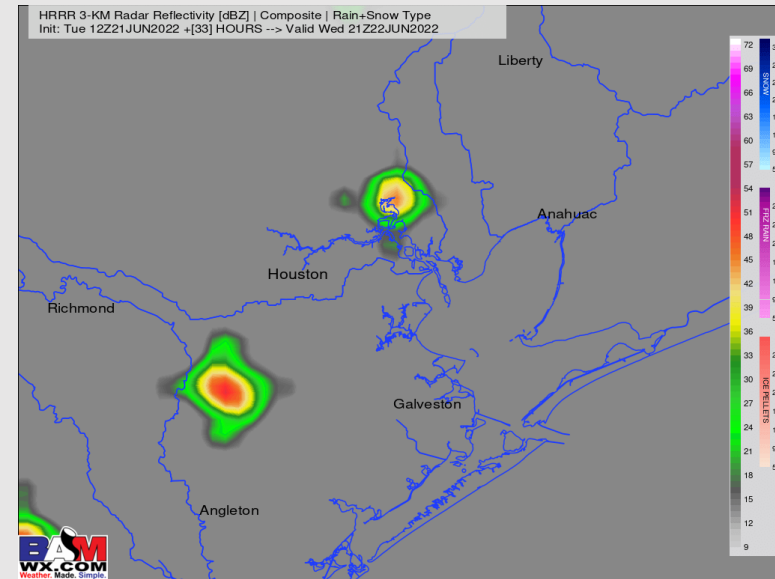 HRRR 3-KM Radar Reflectivity [dBZ] | Composite | Rain+Snow Type
Init: Tue 12Z21JUN2022 +[33] HOURS --> Valid Wed 21Z22JUN2022
Liberty
Anahuac
Houston
Richmond
Galveston
Angleton
72
69
66
63
60
57
54
51
48
45
42
39
36
33
30
27
24
21
18
15
12
9
SNOW
FRZ RAIN
ICE PELLETS
BAM
WX.COM
Weather. Made. Simple.